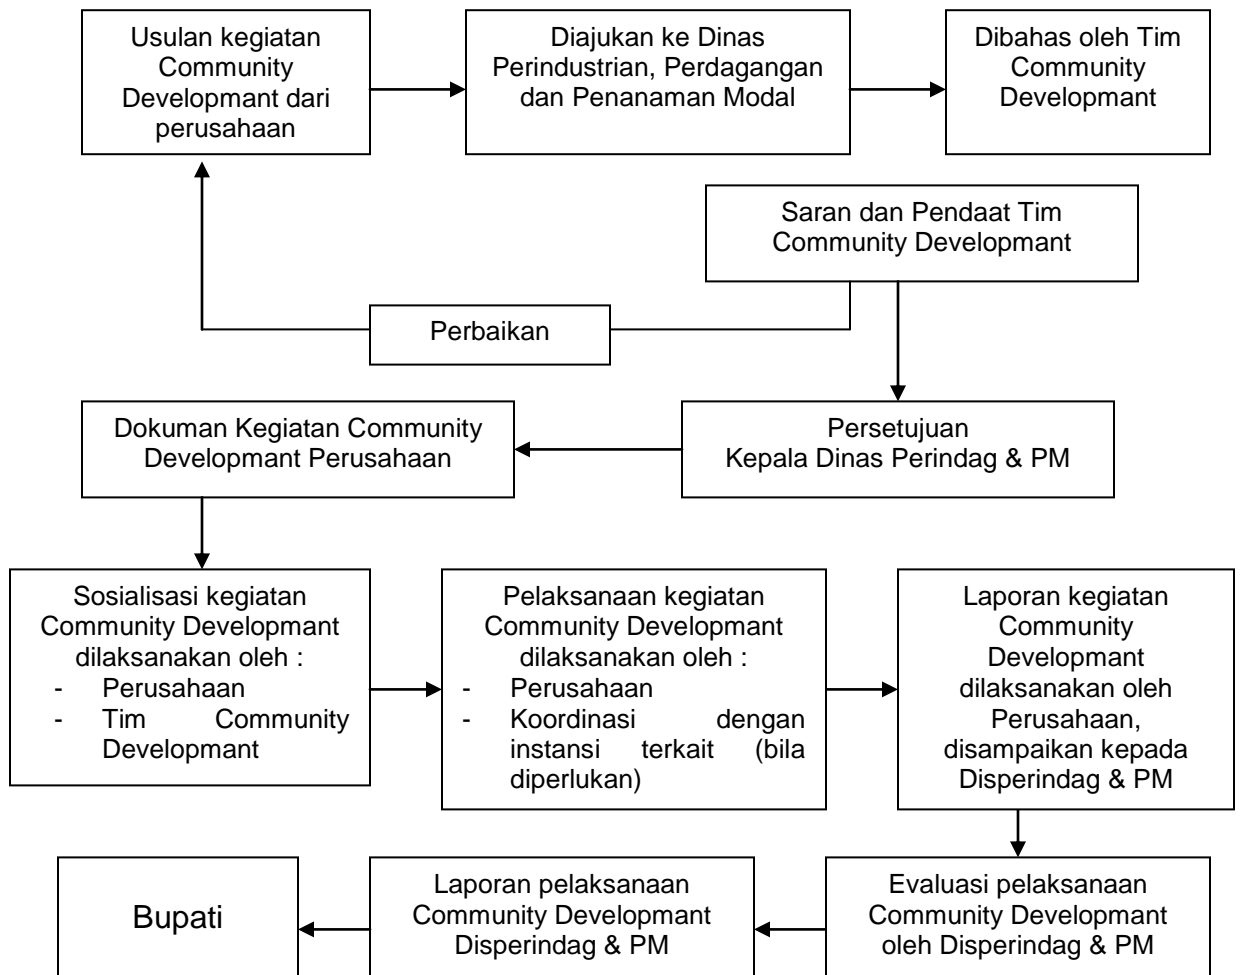 Usulan kegiatan
Community
Developmant dari
perusahaan
Diajukan ke Dinas
Perindustrian, Perdagangan
dan Penanaman Modal
Dibahas oleh Tim
Community
Developmant
Saran dan Pendaat Tim
Community Developmant
Perbaikan
Dokuman Kegiatan Community
Developmant Perusahaan
Persetujuan
Kepala Dinas Perindag & PM
Sosialisasi kegiatan
Community Developmant
dilaksanakan oleh :
- Perusahaan
- Tim Community
Developmant
Pelaksanaan kegiatan
Community Developmant
dilaksanakan oleh :
- Perusahaan
- Koordinasi dengan
instansi terkait (bila
diperlukan)
Laporan kegiatan
Community
Developmant
dilaksanakan oleh
Perusahaan,
disampaikan kepada
Disperindag & PM
Bupati
Laporan pelaksanaan
Community Developmant
Disperindag & PM
Evaluasi pelaksanaan
Community Developmant
oleh Disperindag & PM